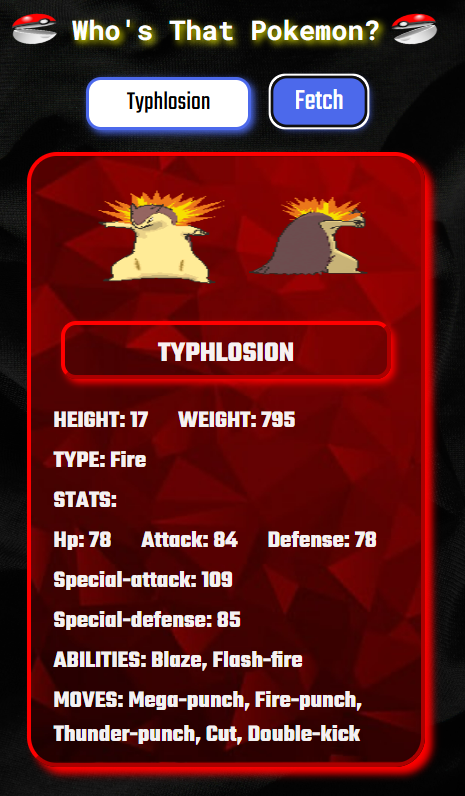 Who's That Pokemon?
Typhlosion Fetch
TYPHLOSION
HEIGHT: 17 WEIGHT: 795
TYPE: Fire
STATS:
Hp: 78 Attack: 84 Defense: 78
Special-attack: 109
Special-defense: 85
ABILITIES: Blaze, Flash-fire
MOVES: Mega-punch, Fire-punch,
Thunder-punch, Cut, Double-kick